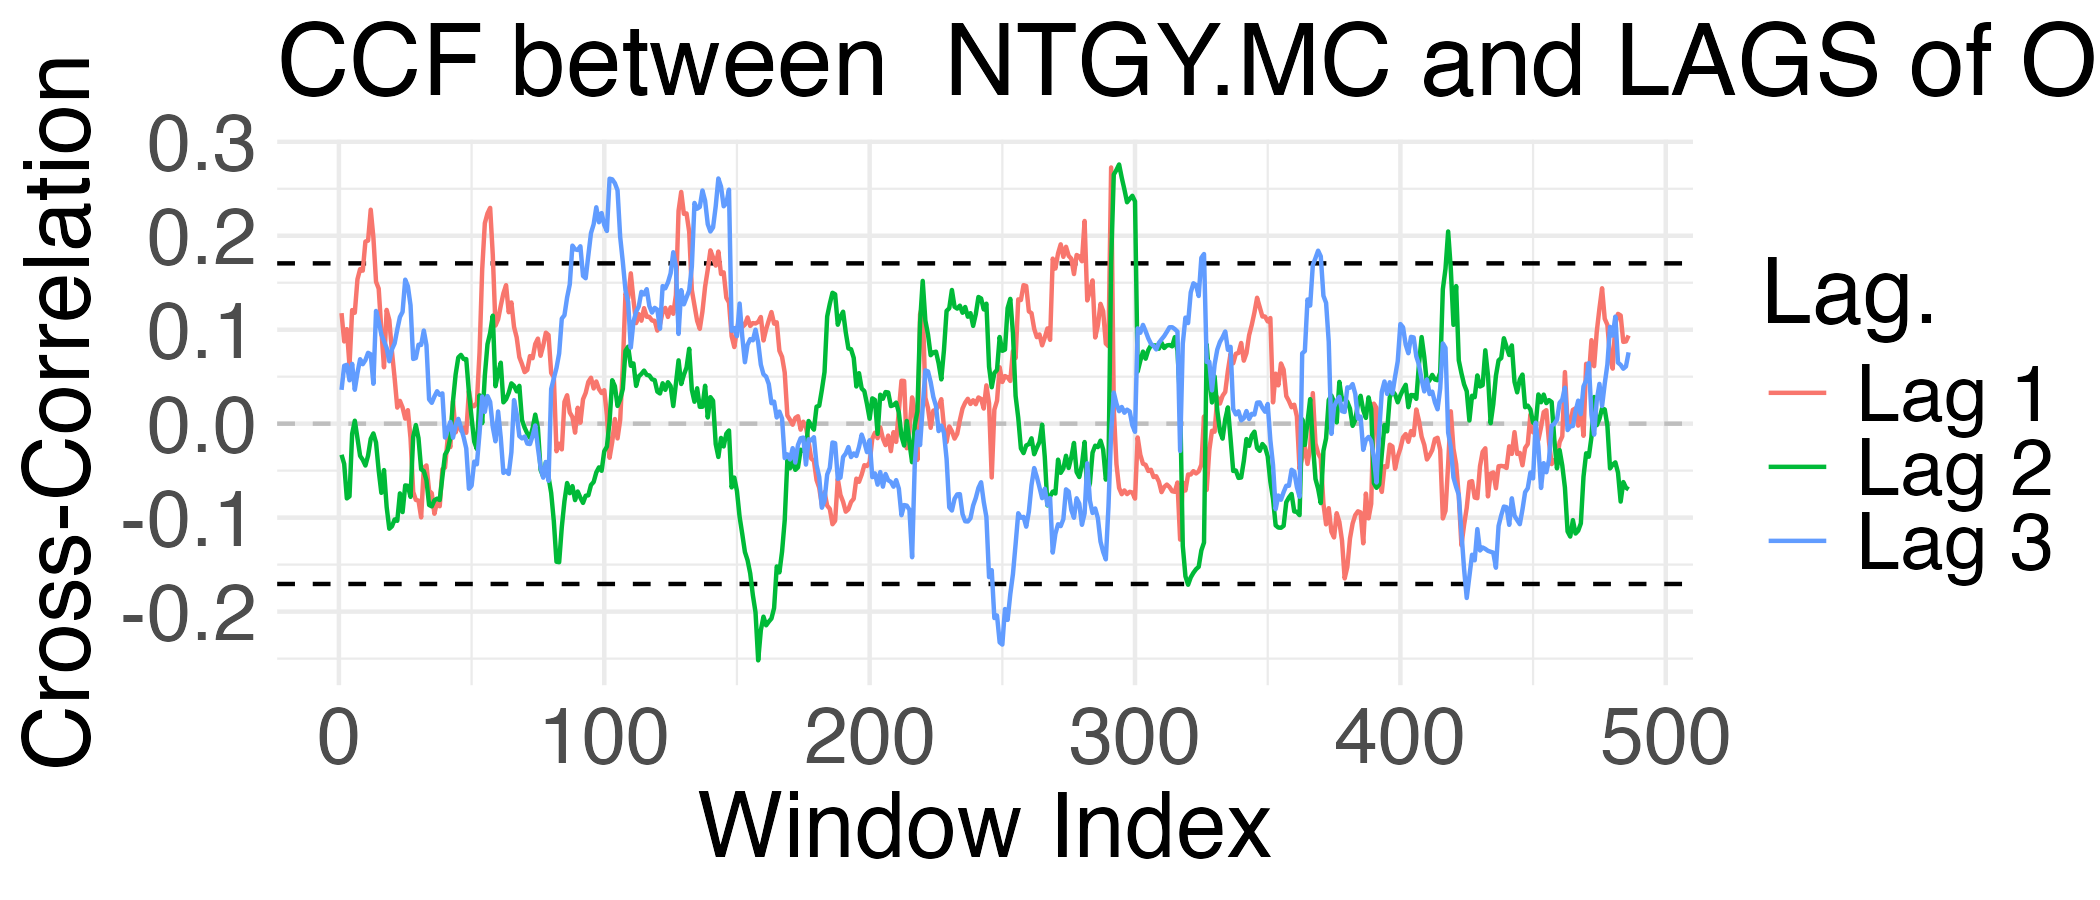 CCF between  NTGY.MC and LAGS of O
Cross-Correlation
0.3
0.2
0.1
0.0
-0.1
-0.2
0 100 200 300 400 500
Window Index
Lag.
Lag 1
Lag 2
Lag 3